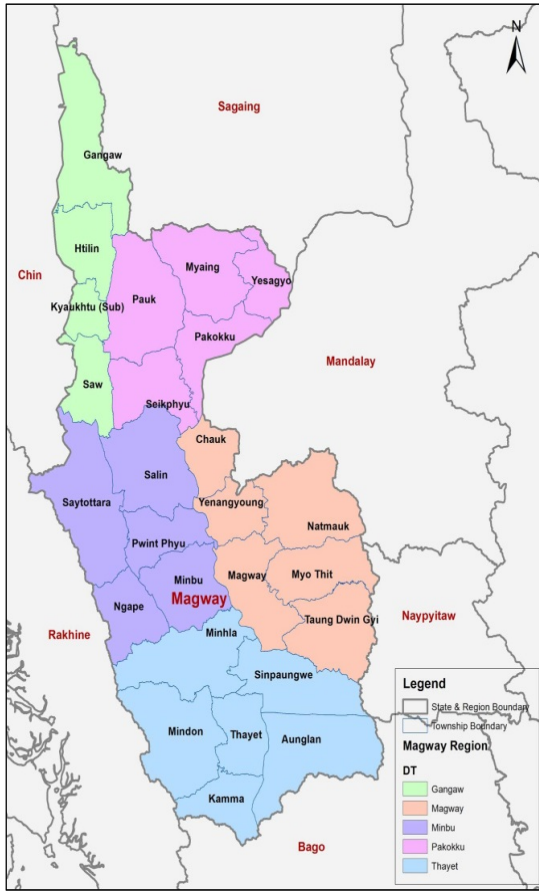 N
Sagaing
Gangaw
Htilin
Myaing
Yesagyo
Chin
Pauk
Kyaukhtu (Sub)
Pakokku
Mandalay
Saw
Seikphyu
Chauk
Salin
Saytottara
Yenangyoung
Natmauk
Pwint Phyu
Minbu
Magway
Myo Thit
Magway
Ngape
Taung Dwin Gyi
Naypyitaw
Rakhine
Minhla
Sinpaungwe
Mindon
Thayet
Aunglan
Kamma
Bago
Legend
State & Region Boundary
Township Boundary
Magway Region
DT
Gangaw
Magway
Minbu
Pakokku
Thayet